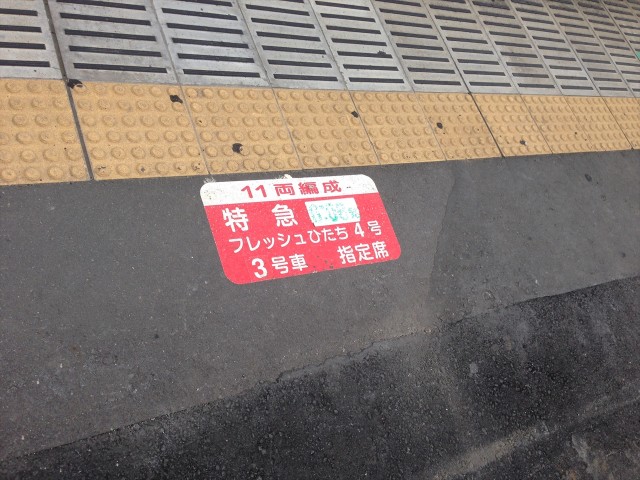 11両編成
特急
フレッシュひたち4号
3号車 指定席